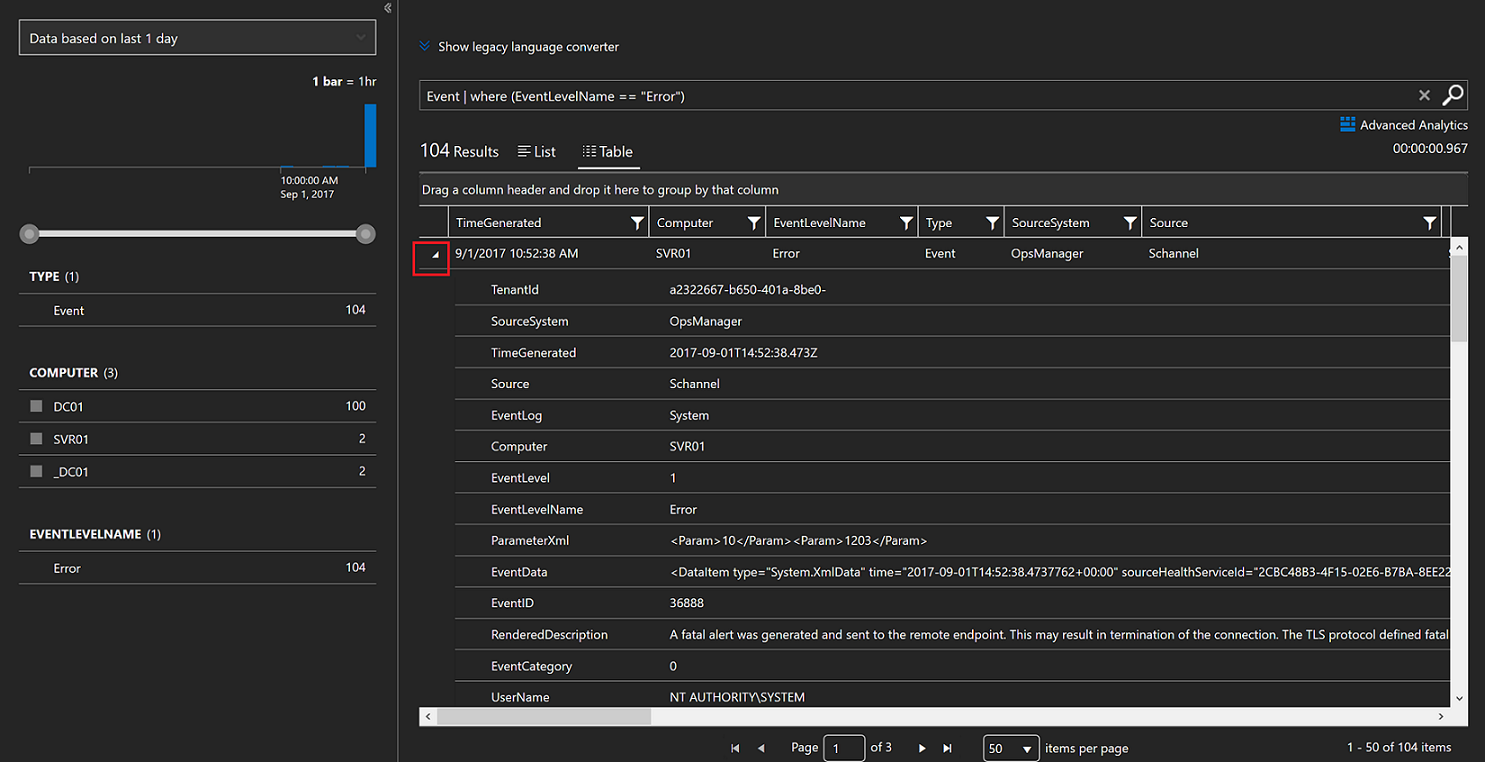 Data based on last 1 day
1 bar = 1hr
10:00:00 AM
Sep 1, 2017
TYPE (1)
Event 104
COMPUTER (3)
DC01 100
SVR01 2
_DC01 2
EVENTLEVELNAME (1)
Error 104
Show legacy language converter
Event | where (EventLevelName == "Error")
Advanced Analytics
104 Results List Table
00:00:00.967
Drag a column header and drop it here to group by that column
TimeGenerated Computer EventLevelName Type SourceSystem Source
9/1/2017 10:52:38 AM SVR01 Error Event OpsManager Schannel
TenantId a2322667-b650-401a-8be0-
SourceSystem OpsManager
TimeGenerated 2017-09-01T14:52:38.473Z
Source Schannel
EventLog System
Computer SVR01
EventLevel 1
EventLevelName Error
ParameterXml <Param>10</Param><Param>1203</Param>
EventData <DataItem type="System.XmlData" time="2017-09-01T14:52:38.4737762+00:00" sourceHealthServiceId="2CBC48B3-4F15-02E6-B7BA-8EE22
EventID 36888
RenderedDescription A fatal alert was generated and sent to the remote endpoint. This may result in termination of the connection. The TLS protocol defined fatal
EventCategory 0
UserName NT AUTHORITY\SYSTEM
Page 1 of 3 50 items per page 1 - 50 of 104 items